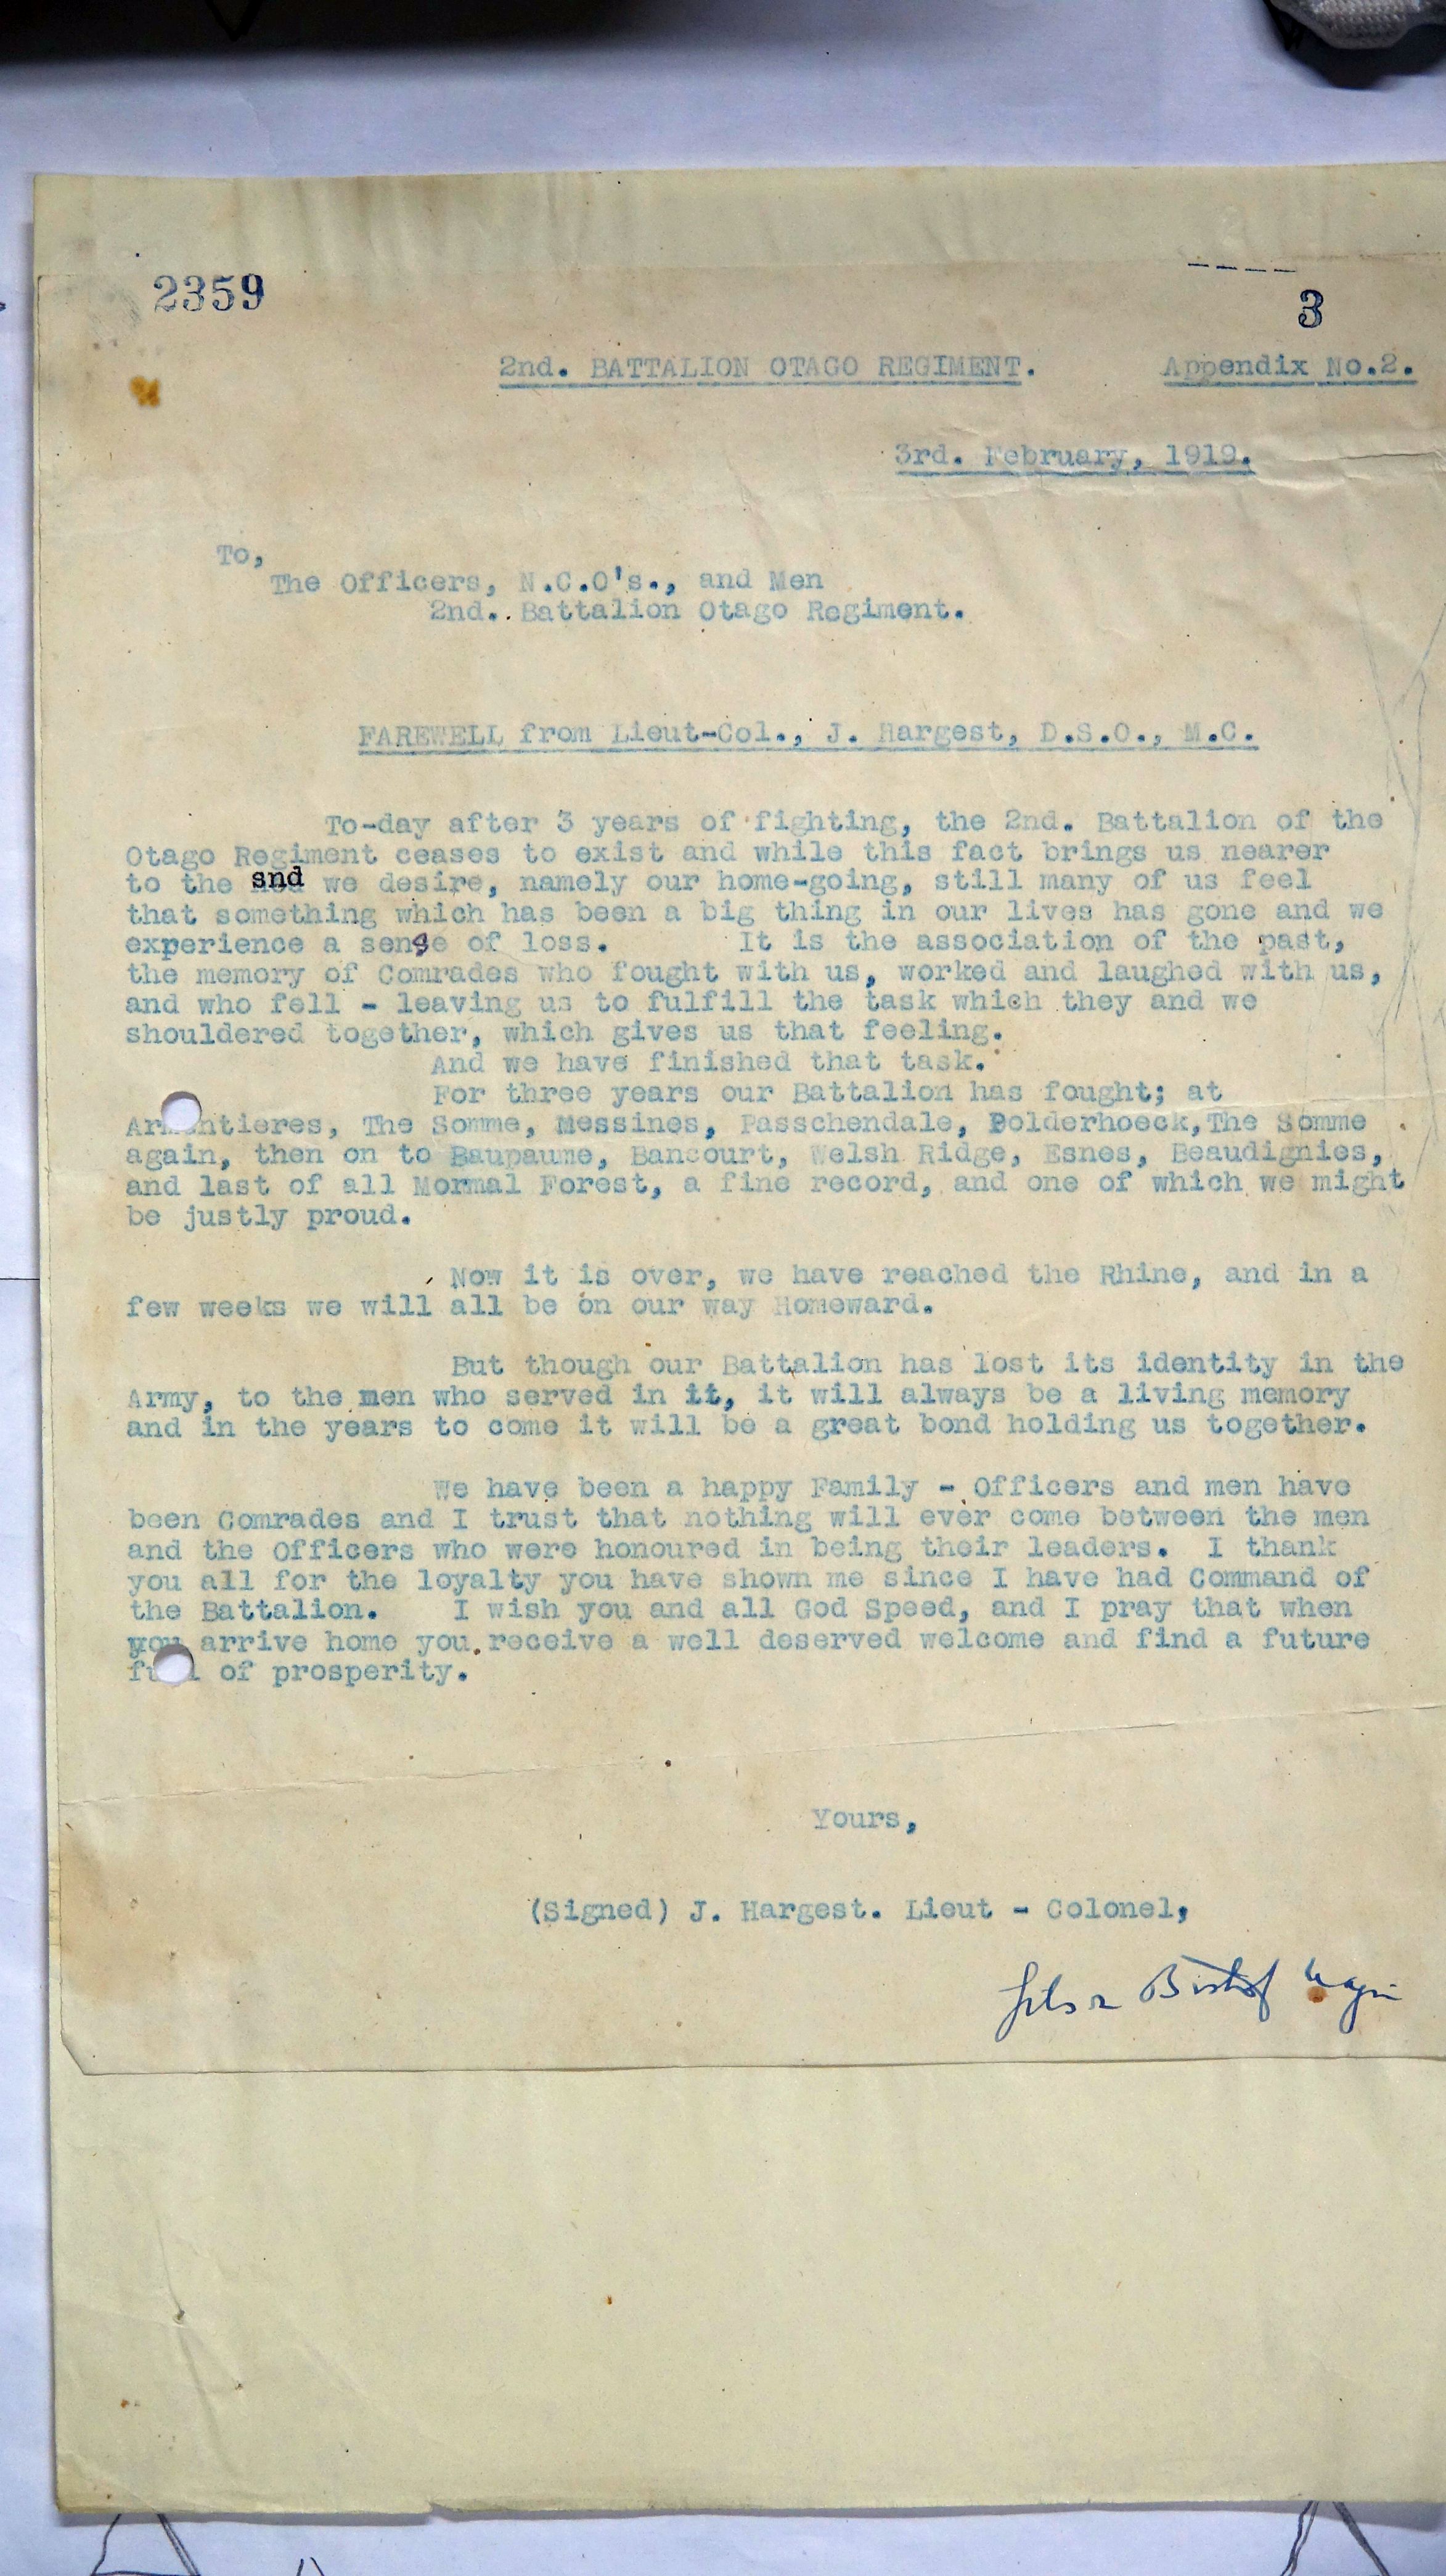 2359
3
2nd. BATTALION OTAGO REGIMENT. Appendix No.2.
3rd. February, 1919.
To,
The Officers, N.C.O's., and Men
2nd. Battalion Otago Regiment.
FAREWELL from Lieut-Col., J. Hargest, D.S.O., M.C.
To-day after 3 years of fighting, the 2nd. Battalion of the
Otago Regiment ceases to exist and while this fact brings us nearer
to the snd we desire, namely our home-going, still many of us feel
that something which has been a big thing in our lives has gone and we
experience a sense of loss. It is the association of the past,
the memory of Comrades who fought with us, worked and laughed with us,
and who fell - leaving us to fulfill the task which they and we
shouldered together, which gives us that feeling.
And we have finished that task.
For three years our Battalion has fought; at
Armentieres, The Somme, Messines, Passchendale, Polderhoeck, The Somme
again, then on to Baupaume, Bancourt, Welsh Ridge, Esnes, Beaudignies,
and last of all Mormal Forest, a fine record, and one of which we might
be justly proud.
Now it is over, we have reached the Rhine, and in a
few weeks we will all be on our way Homeward.
But though our Battalion has lost its identity in the
Army, to the men who served in it, it will always be a living memory
and in the years to come it will be a great bond holding us together.
We have been a happy Family - Officers and men have
been Comrades and I trust that nothing will ever come between the men
and the Officers who were honoured in being their leaders. I thank
you all for the loyalty you have shown me since I have had Command of
the Battalion. I wish you and all God Speed, and I pray that when
you arrive home you receive a well deserved welcome and find a future
full of prosperity.
Yours,
(Signed) J. Hargest. Lieut - Colonel,